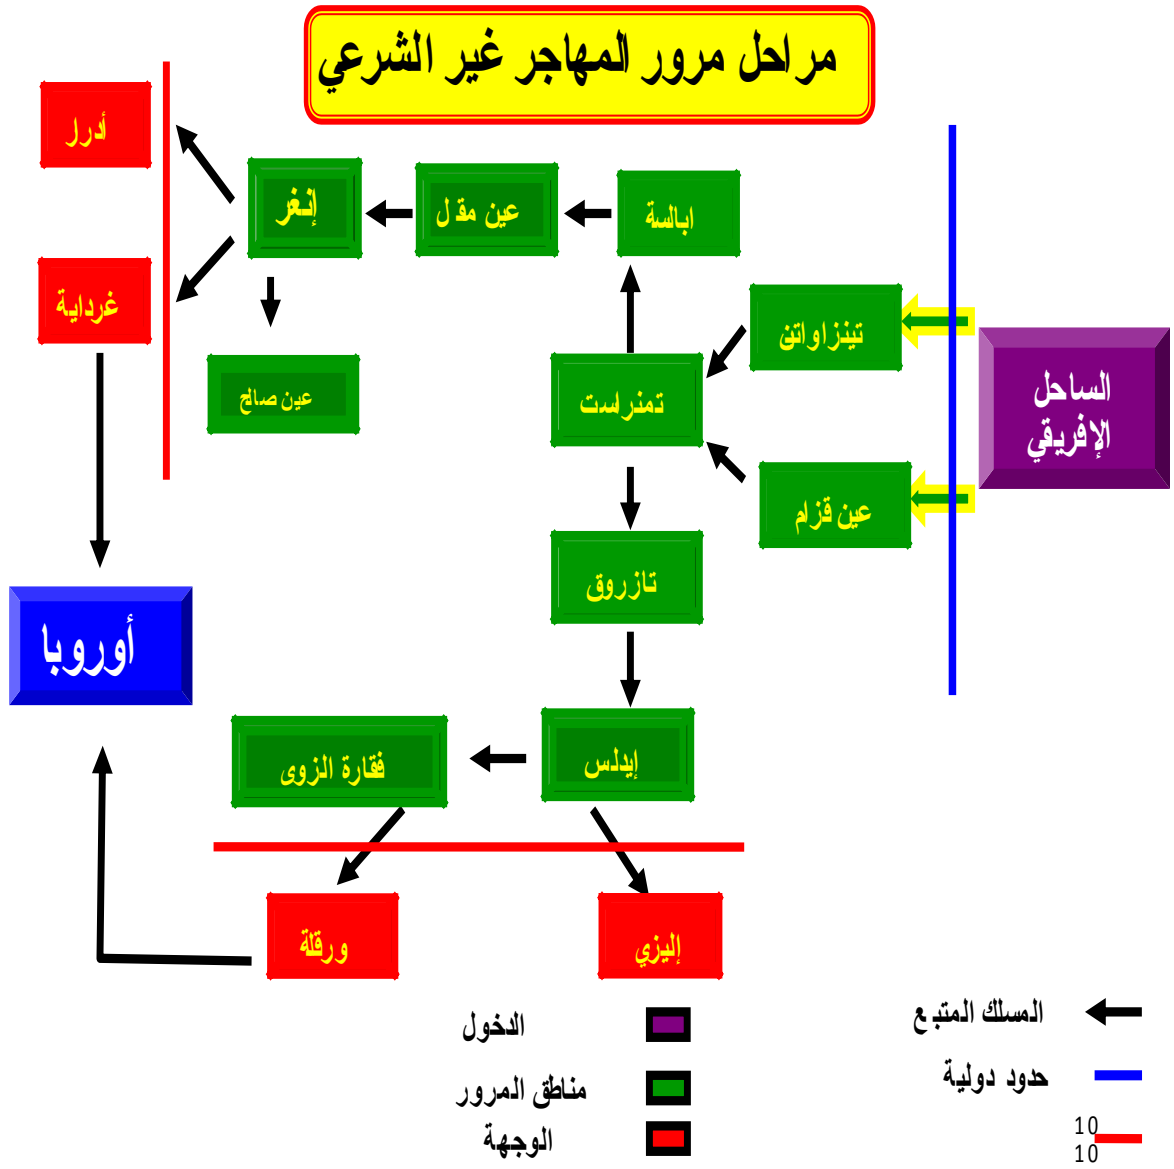 مراحل مرور المهاجر غير الشرعي
أدرار
إنغر
عين مقل
ابالسة
غرداية
تينزاواتن
الساحل
الإفريقي
عين صالح
تمنراست
عين قزام
تازروق
أوروبا
فقارة الزوى
إيدلس
ورقلة
إليزي
المسلك المتبع
الدخول
حدود دولية
مناطق المرور
10
10
الوجهة